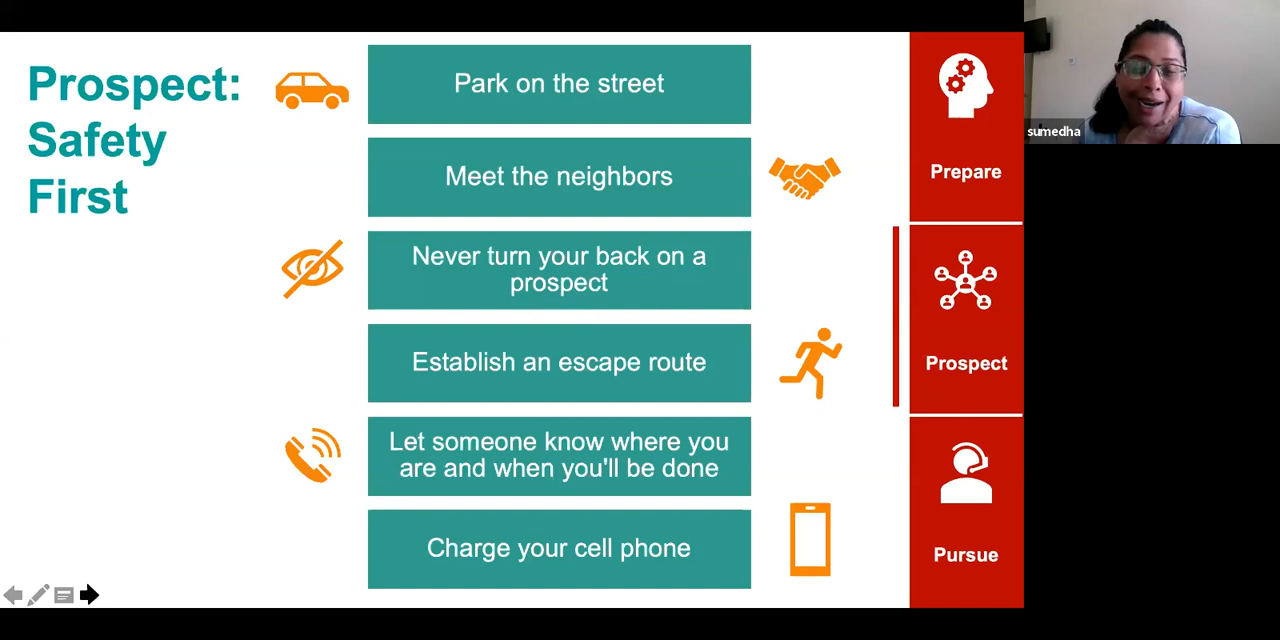 Prospect:
Safety
First
Park on the street
Meet the neighbors
Never turn your back on a
prospect
Establish an escape route
Let someone know where you
are and when you'll be done
Charge your cell phone
Prepare
Prospect
Pursue
sumedha